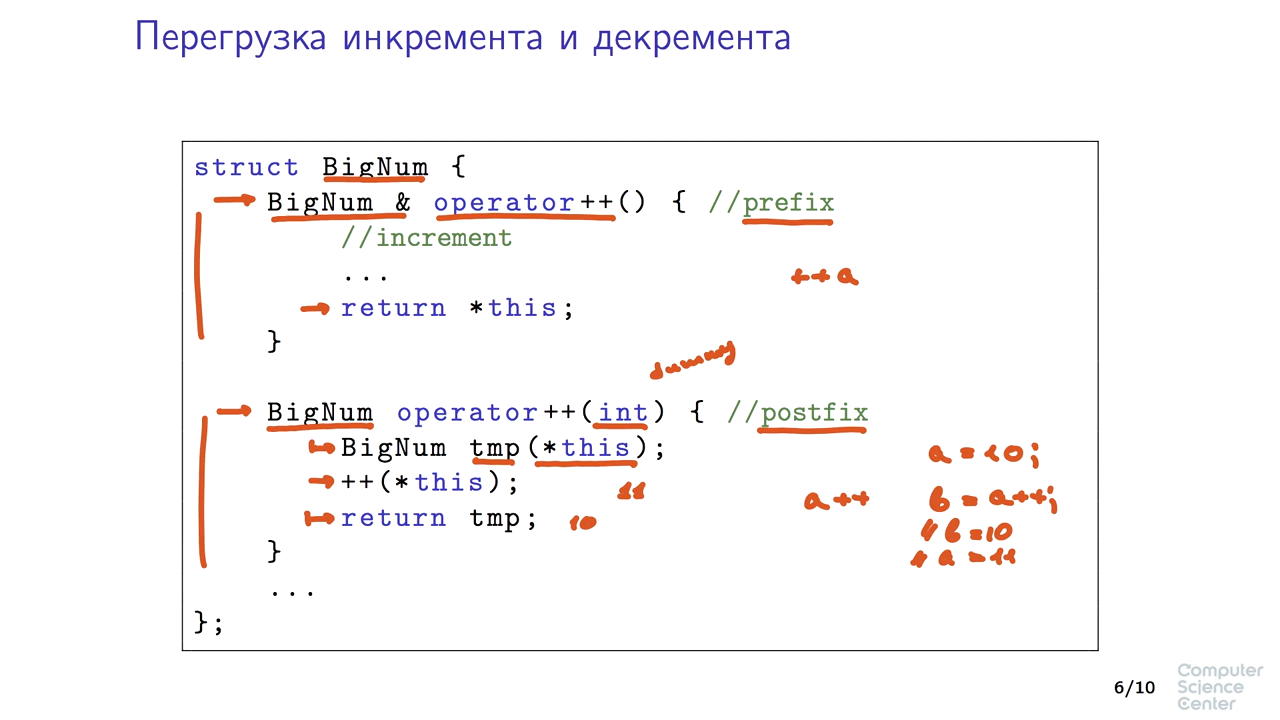 Перегрузка инкремента и декремента
struct BigNum {
BigNum & operator++() { //prefix
//increment
...
++a
return *this;
}
dummy
BigNum operator++(int) { //postfix
BigNum tmp(*this);
a = 10;
++(*this);
11
a++
b = a++;
return tmp;
10
// b = 10
}
// a = 11
...
};
6/10
Computer
Science
Center